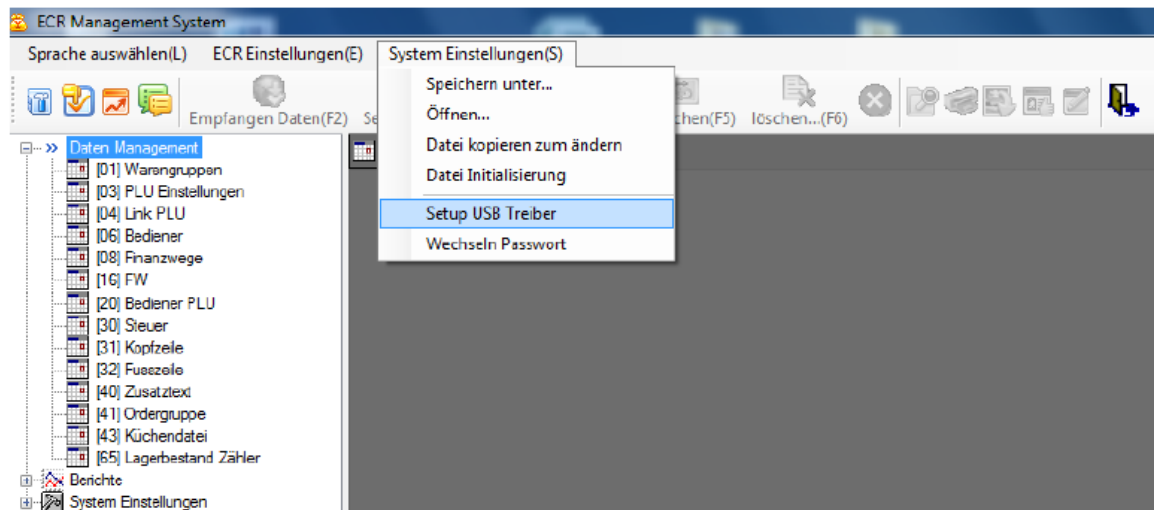 ECR Management System
Sprache auswählen(L) ECR Einstellungen(E) System Einstellungen(S)
Speichern unter...
Öffnen...
Datei kopieren zum ändern
Datei Initialisierung
Setup USB Treiber
Wechseln Passwort
Empfangen Daten(F2) Se chen(F5) löschen...(F6)
Daten Management
[01] Warengruppen
[03] PLU Einstellungen
[04] Link PLU
[06] Bediener
[08] Finanzwege
[16] FW
[20] Bediener PLU
[30] Steuer
[31] Kopfzeile
[32] Fusszeile
[40] Zusatztext
[41] Ordergruppe
[43] Küchendatei
[65] Lagerbestand Zähler
Berichte
System Einstellungen